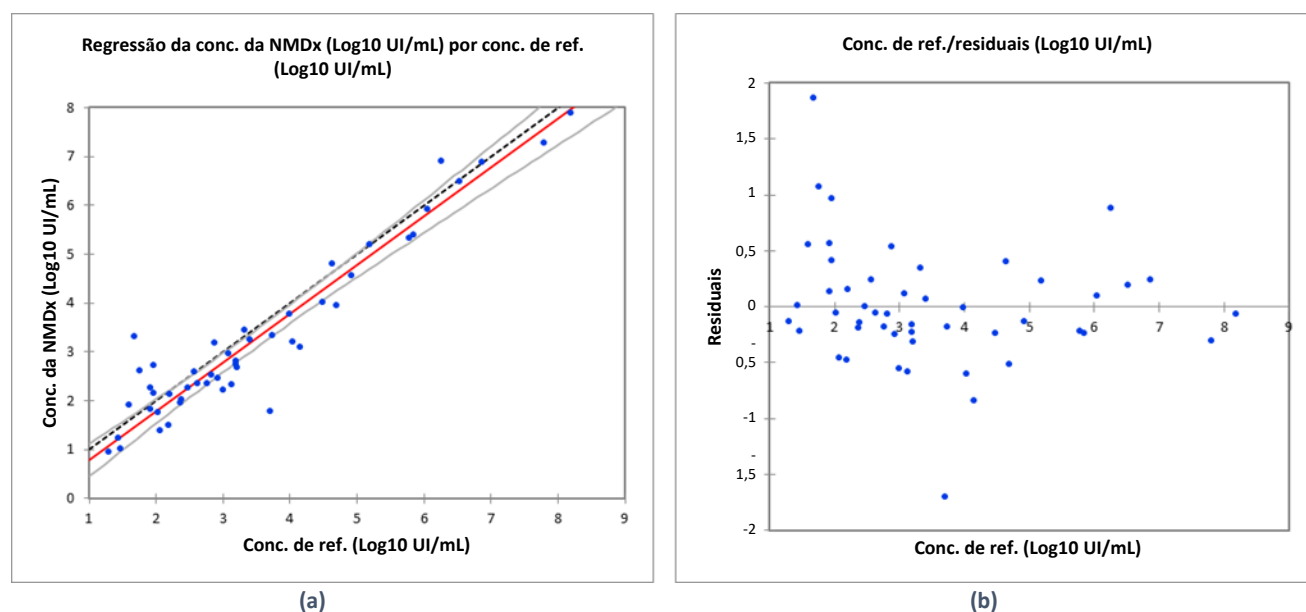 Regressão da conc. da NMDx (Log10 UI/mL) por conc. de ref.
(Log10 UI/mL)
8
7
6
5
4
3
2
1
0
Conc. da NMDx (Log10 UI/mL)
1 2 3 4 5 6 7 8 9
Conc. de ref. (Log10 UI/mL)
(a)
Conc. de ref./residuais (Log10 UI/mL)
2
1,5
1
0,5
0
-
0,5
-1
-
1,5
-2
Residuais
1 2 3 4 5 6 7 8 9
Conc. de ref. (Log10 UI/mL)
(b)